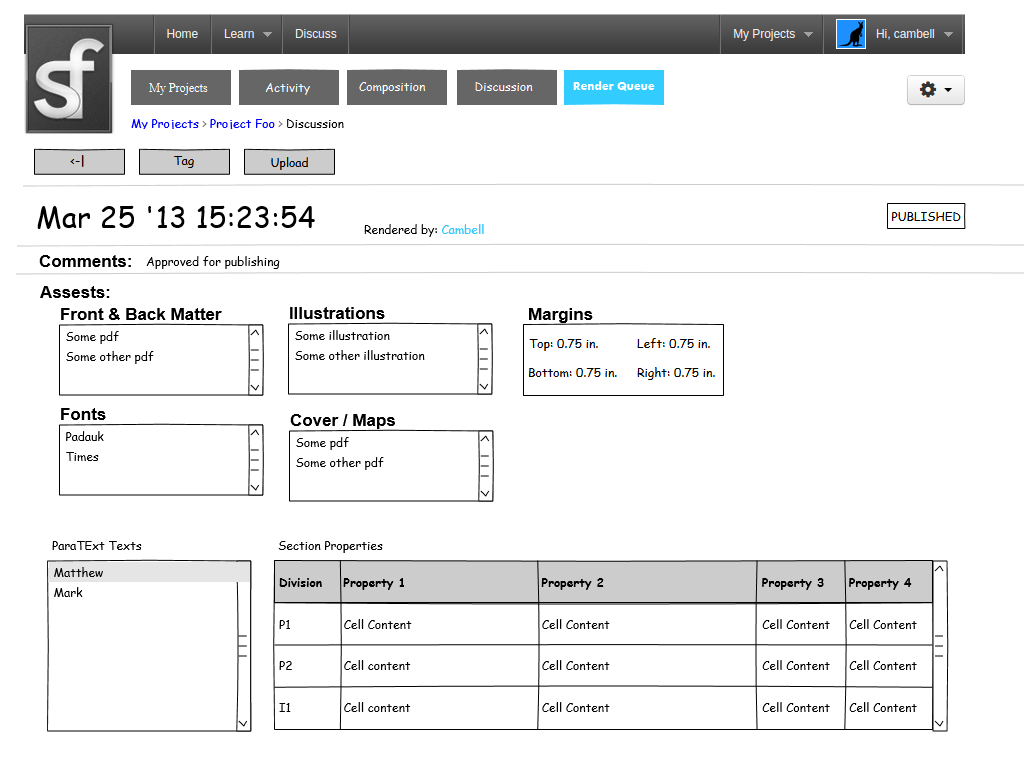 Home Learn Discuss My Projects Hi, cambell
sf
My Projects Activity Composition Discussion Render Queue
My Projects > Project Foo > Discussion
<-| Tag Upload
Mar 25 '13 15:23:54 Rendered by: Cambell PUBLISHED
Comments: Approved for publishing
Assests:
Front & Back Matter
Some pdf
Some other pdf
Illustrations
Some illustration
Some other illustration
Margins
Top: 0.75 in. Left: 0.75 in.
Bottom: 0.75 in. Right: 0.75 in.
Fonts
Padauk
Times
Cover / Maps
Some pdf
Some other pdf
ParaTExt Texts
Matthew
Mark
Section Properties
Division Property 1 Property 2 Property 3 Property 4
P1 Cell Content Cell Content Cell Content Cell Content
P2 Cell content Cell Content Cell Content Cell Content
I1 Cell content Cell Content Cell Content Cell Content